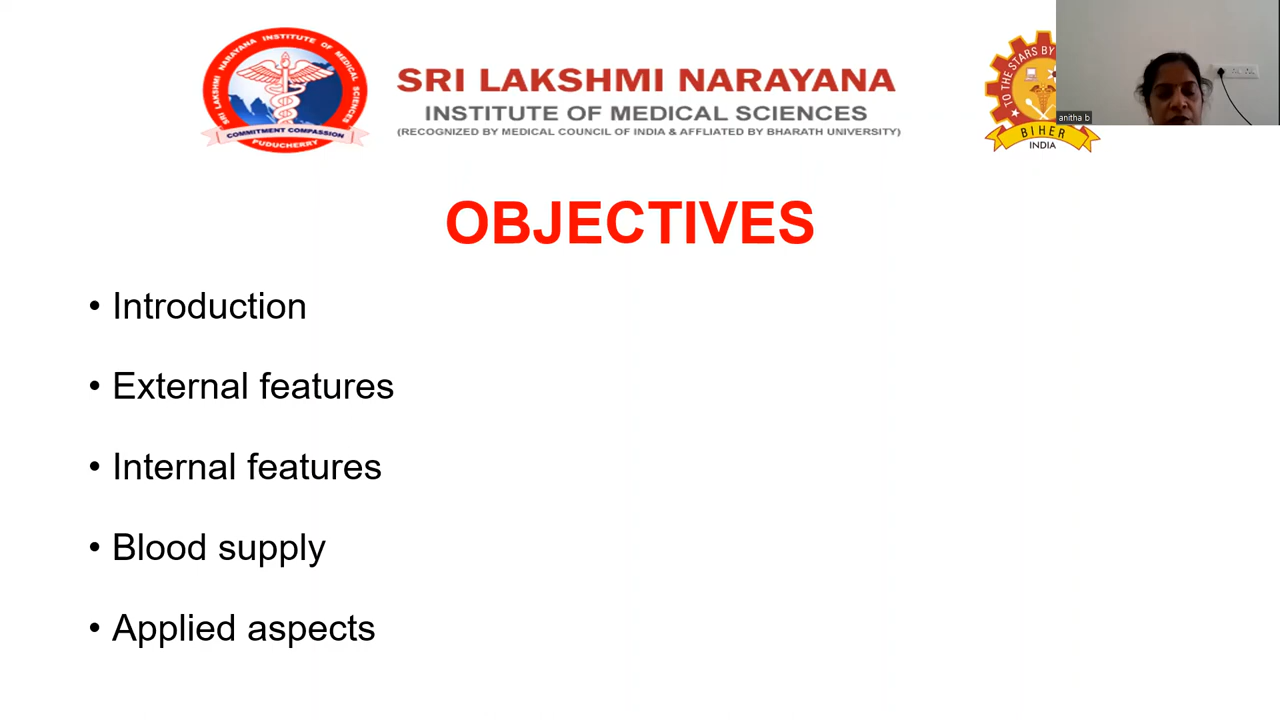 SRI LAKSHMI NARAYANA INSTITUTE OF MEDICAL SCIENCES
COMMITMENT COMPASSION
PUDUCHERRY
SRI LAKSHMI NARAYANA
INSTITUTE OF MEDICAL SCIENCES
(RECOGNIZED BY MEDICAL COUNCIL OF INDIA & AFFLIATED BY BHARATH UNIVERSITY)
TO THE STARS BY
BIHER
INDIA
anitha b
OBJECTIVES
• Introduction
• External features
• Internal features
• Blood supply
• Applied aspects